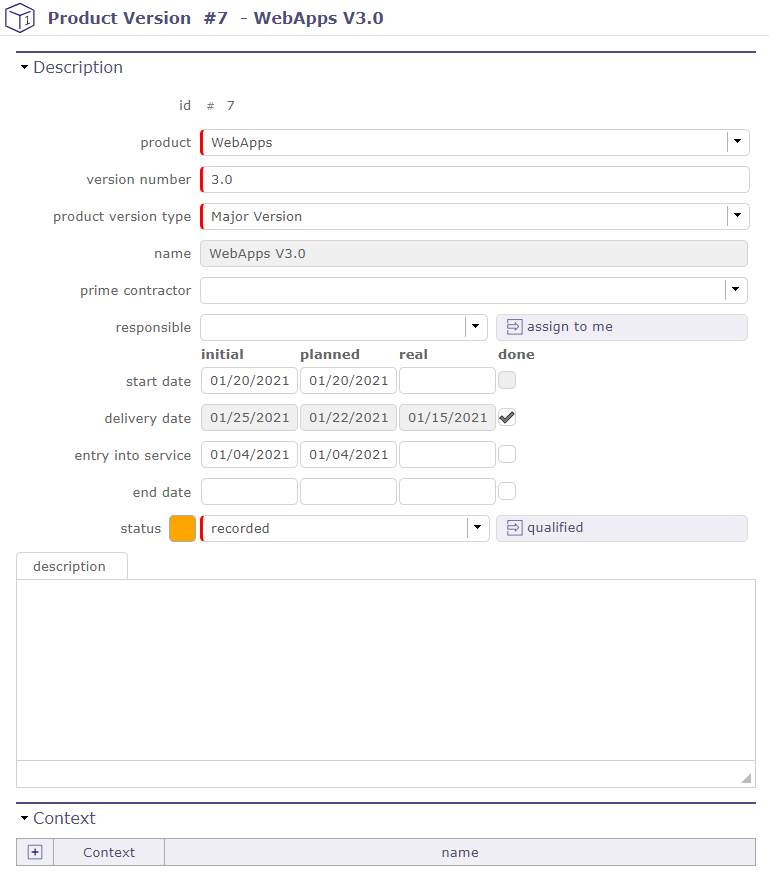 Product Version #7 - WebApps V3.0
Description
id # 7
product WebApps
version number 3.0
product version type Major Version
name WebApps V3.0
prime contractor
responsible assign to me
initial planned real done
start date 01/20/2021 01/20/2021
delivery date 01/25/2021 01/22/2021 01/15/2021
entry into service 01/04/2021 01/04/2021
end date
status recorded qualified
description
Context
Context name